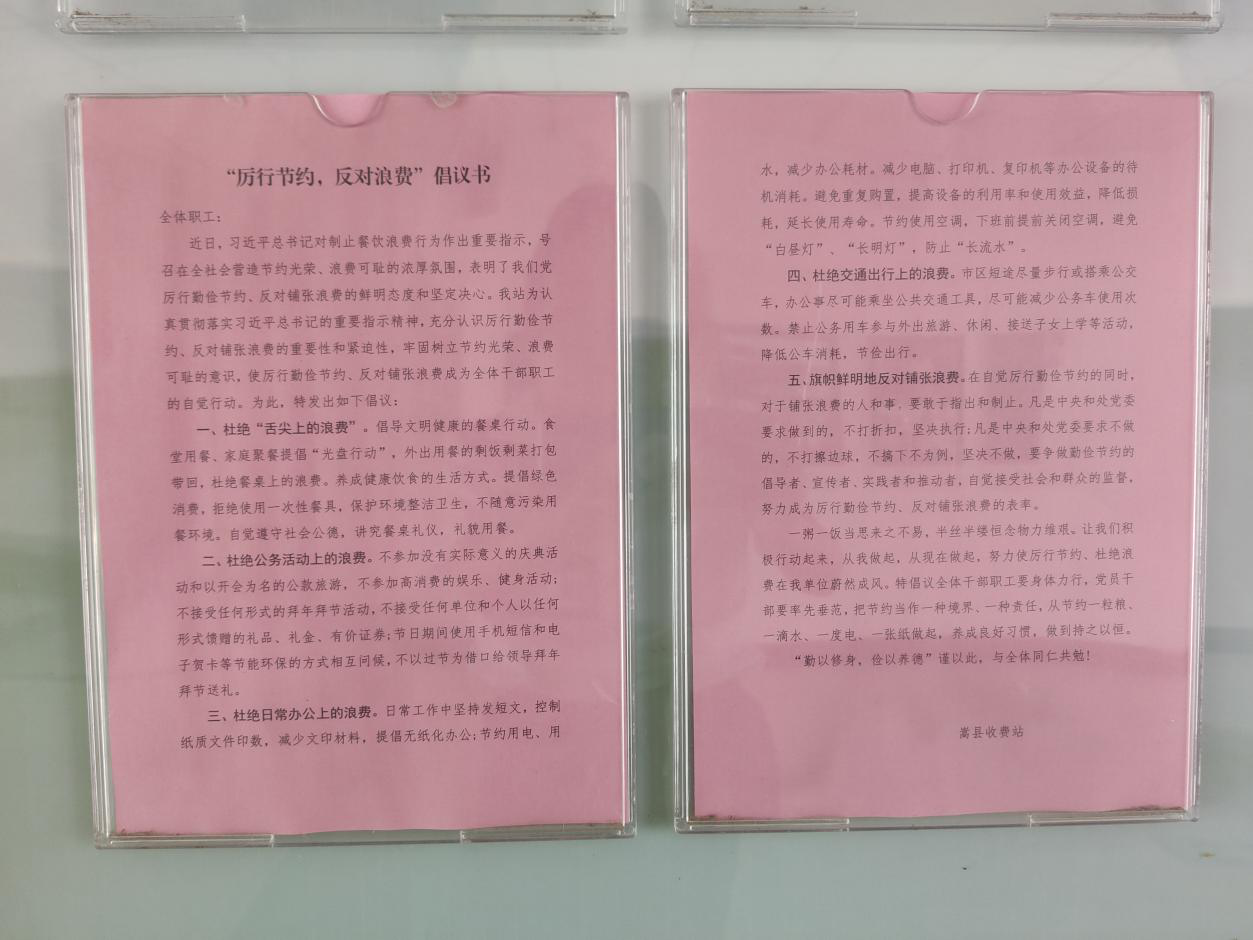 “厉行节约，反对浪费”倡议书
全体职工：
近日，习近平总书记对制止餐饮浪费行为作出重要指示，号
召在全社会营造节约光荣、浪费可耻的浓厚氛围，表明了我们党
厉行勤俭节约、反对铺张浪费的鲜明态度和坚定决心。我站为认
真贯彻落实习近平总书记的重要指示精神，充分认识厉行勤俭节
约、反对铺张浪费的重要性和紧迫性，牢固树立节约光荣、浪费
可耻的意识，使厉行勤俭节约、反对铺张浪费成为全体干部职工
的自觉行动。为此，特发出如下倡议：
一、杜绝“舌尖上的浪费”。倡导文明健康的餐桌行动。食
堂用餐、家庭聚餐提倡“光盘行动”，外出用餐的剩饭剩菜打包
带回，杜绝餐桌上的浪费。养成健康饮食的生活方式。提倡绿色
消费，拒绝使用一次性餐具，保护环境整洁卫生，不随意污染用
餐环境。自觉遵守社会公德，讲究餐桌礼仪，礼貌用餐。
二、杜绝公务活动上的浪费。不参加没有实际意义的庆典活
动和以开会为名的公款旅游，不参加高消费的娱乐、健身活动；
不接受任何形式的拜年拜节活动，不接受任何单位和个人以任何
形式馈赠的礼品、礼金、有价证券；节日期间使用手机短信和电
子贺卡等节能环保的方式相互问候，不以过节为借口给领导拜年
拜节送礼。
三、杜绝日常办公上的浪费。日常工作中坚持发短文，控制
纸质文件印数，减少文印材料，提倡无纸化办公；节约用电、用
水，减少办公耗材。减少电脑、打印机、复印机等办公设备的待
机消耗。避免重复购置，提高设备的利用率和使用效益，降低损
耗，延长使用寿命。节约使用空调，下班前提前关闭空调，避免
“白昼灯”、“长明灯”，防止“长流水”。
四、杜绝交通出行上的浪费。市区短途尽量步行或搭乘公交
车，办公事尽可能乘坐公共交通工具，尽可能减少公务车使用次
数。禁止公务用车参与外出旅游、休闲、接送子女上学等活动，
降低公车消耗，节俭出行。
五、旗帜鲜明地反对铺张浪费。在自觉厉行勤俭节约的同时，
对于铺张浪费的人和事，要敢于指出和制止。凡是中央和处党委
要求做到的，不打折扣，坚决执行；凡是中央和处党委要求不做
的，不打擦边球，不搞下不为例，坚决不做，要争做勤俭节约的
倡导者、宣传者、实践者和推动者，自觉接受社会和群众的监督，
努力成为厉行勤俭节约、反对铺张浪费的表率。
一粥一饭当思来之不易，半丝半缕恒念物力维艰。让我们积
极行动起来，从我做起，从现在做起，努力使厉行节约、杜绝浪
费在我单位蔚然成风。特倡议全体干部职工要身体力行，党员干
部要率先垂范，把节约当作一种境界、一种责任，从节约一粒粮、
一滴水、一度电、一张纸做起，养成良好习惯，做到持之以恒。
“勤以修身，俭以养德”谨以此，与全体同仁共勉！
嵩县收费站